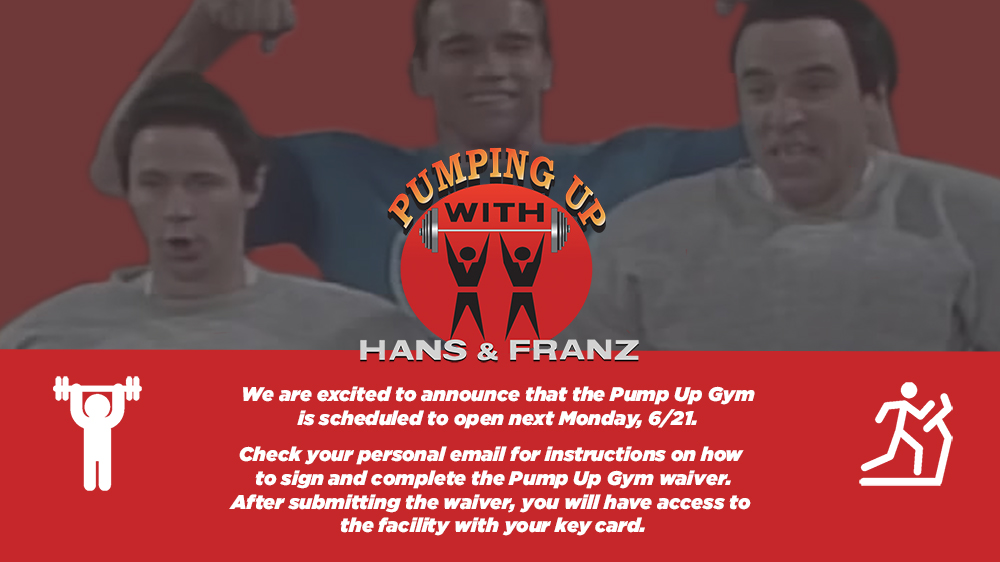 PUMPING UP
WITH
HANS & FRANZ
We are excited to announce that the Pump Up Gym
is scheduled to open next Monday, 6/21.
Check your personal email for instructions on how
to sign and complete the Pump Up Gym waiver.
After submitting the waiver, you will have access to
the facility with your key card.